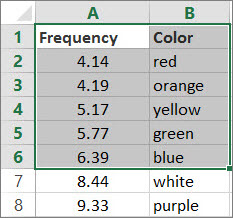 A B
1 Frequency Color
2 4.14 red
3 4.19 orange
4 5.17 yellow
5 5.77 green
6 6.39 blue
7 8.44 white
8 9.33 purple